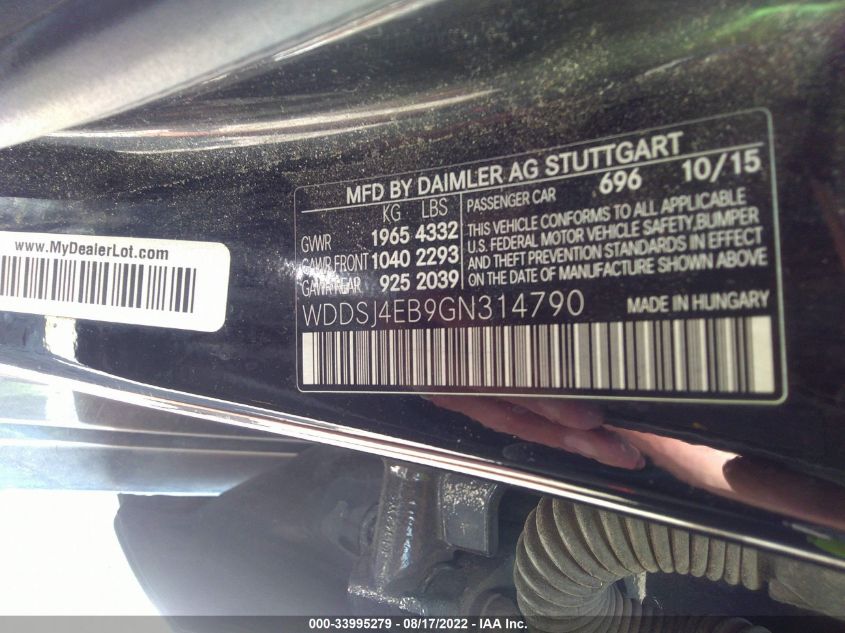 MFD BY DAIMLER AG STUTTGART
KG LBS
GVWR 1965 4332
GAWR FRONT 1040 2293
GAWR REAR 925 2039
PASSENGER CAR 696 10/15
THIS VEHICLE CONFORMS TO ALL APPLICABLE
U.S. FEDERAL MOTOR VEHICLE SAFETY, BUMPER
AND THEFT PREVENTION STANDARDS IN EFFECT
ON THE DATE OF MANUFACTURE SHOWN ABOVE
WDDSJ4EB9GN314790 MADE IN HUNGARY
www.MyDealerLot.com
000-33995279 - 08/17/2022 - IAA Inc.